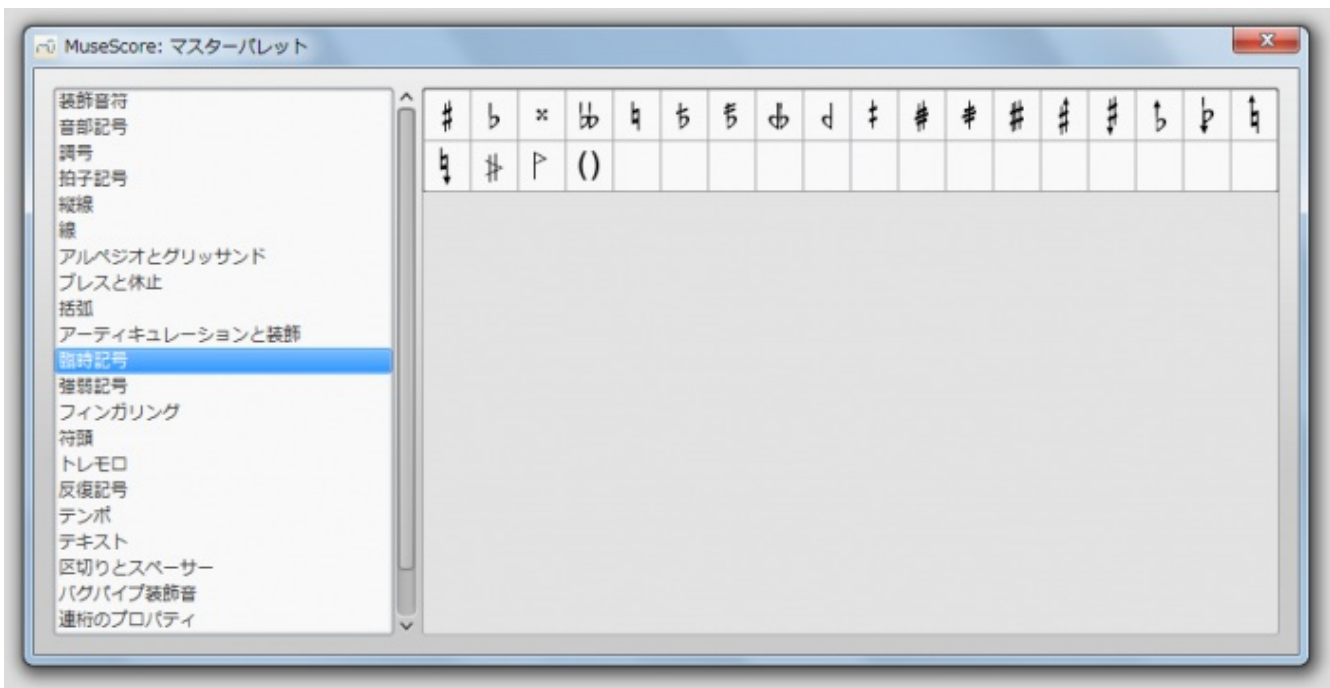 MuseScore: マスターパレット
装飾音符
音部記号
調号
拍子記号
縦線
線
アルペジオとグリッサンド
ブレスと休止
括弧
アーティキュレーションと装飾
臨時記号
強弱記号
フィンガリング
符頭
トレモロ
反復記号
テンポ
テキスト
区切りとスペーサー
バグパイプ装飾音
連桁のプロパティ